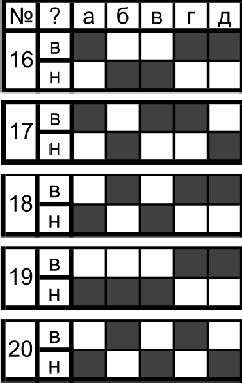 № ? а б в г д
16 в
н
17 в
н
18 в
н
19 в
н
20 в
н